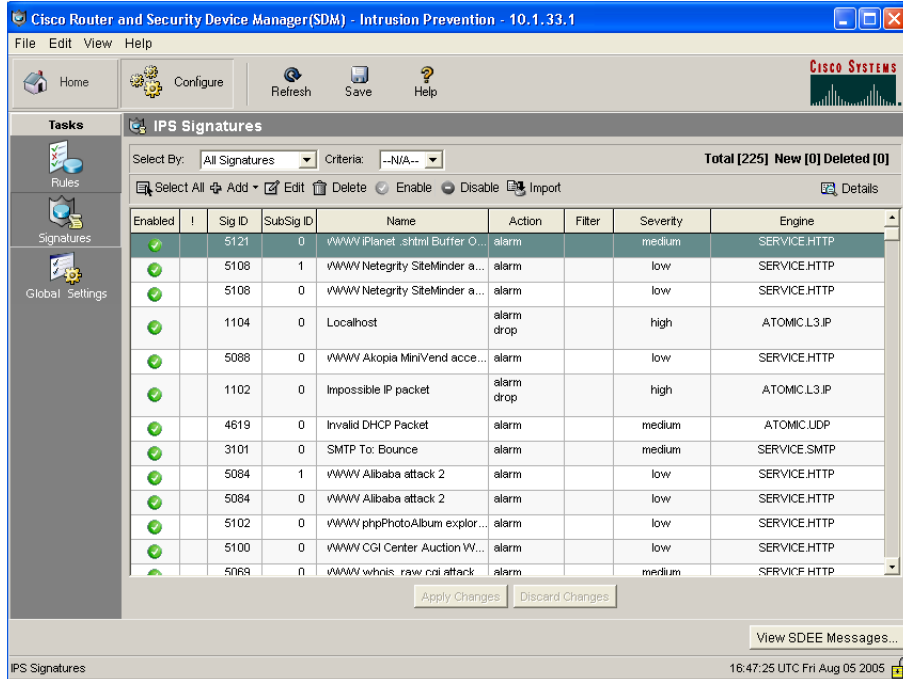 Cisco Router and Security Device Manager(SDM) - Intrusion Prevention - 10.1.33.1
File Edit View Help
Home Configure Refresh Save Help
CISCO SYSTEMS
Tasks
IPS Signatures
Rules
Signatures
Global Settings
Select By: All Signatures Criteria: --N/A-- Total [225] New [0] Deleted [0]
Select All Add Edit Delete Enable Disable Import Details
Enabled ! Sig ID SubSig ID Name Action Filter Severity Engine
5121 0 WWW iPlanet .shtml Buffer O... alarm medium SERVICE.HTTP
5108 1 WWW Netegrity SiteMinder a... alarm low SERVICE.HTTP
5108 0 WWW Netegrity SiteMinder a... alarm low SERVICE.HTTP
1104 0 Localhost alarm drop high ATOMIC.L3.IP
5088 0 WWW Akopia MiniVend acce... alarm low SERVICE.HTTP
1102 0 Impossible IP packet alarm drop high ATOMIC.L3.IP
4619 0 Invalid DHCP Packet alarm medium ATOMIC.UDP
3101 0 SMTP To: Bounce alarm medium SERVICE.SMTP
5084 1 WWW Alibaba attack 2 alarm low SERVICE.HTTP
5084 0 WWW Alibaba attack 2 alarm low SERVICE.HTTP
5102 0 WWW phpPhotoAlbum explor... alarm low SERVICE.HTTP
5100 0 WWW CGI Center Auction W... alarm low SERVICE.HTTP
5069 0 WWW whois_raw.cgi attack alarm medium SERVICE.HTTP
Apply Changes Discard Changes
View SDEE Messages...
IPS Signatures 16:47:25 UTC Fri Aug 05 2005